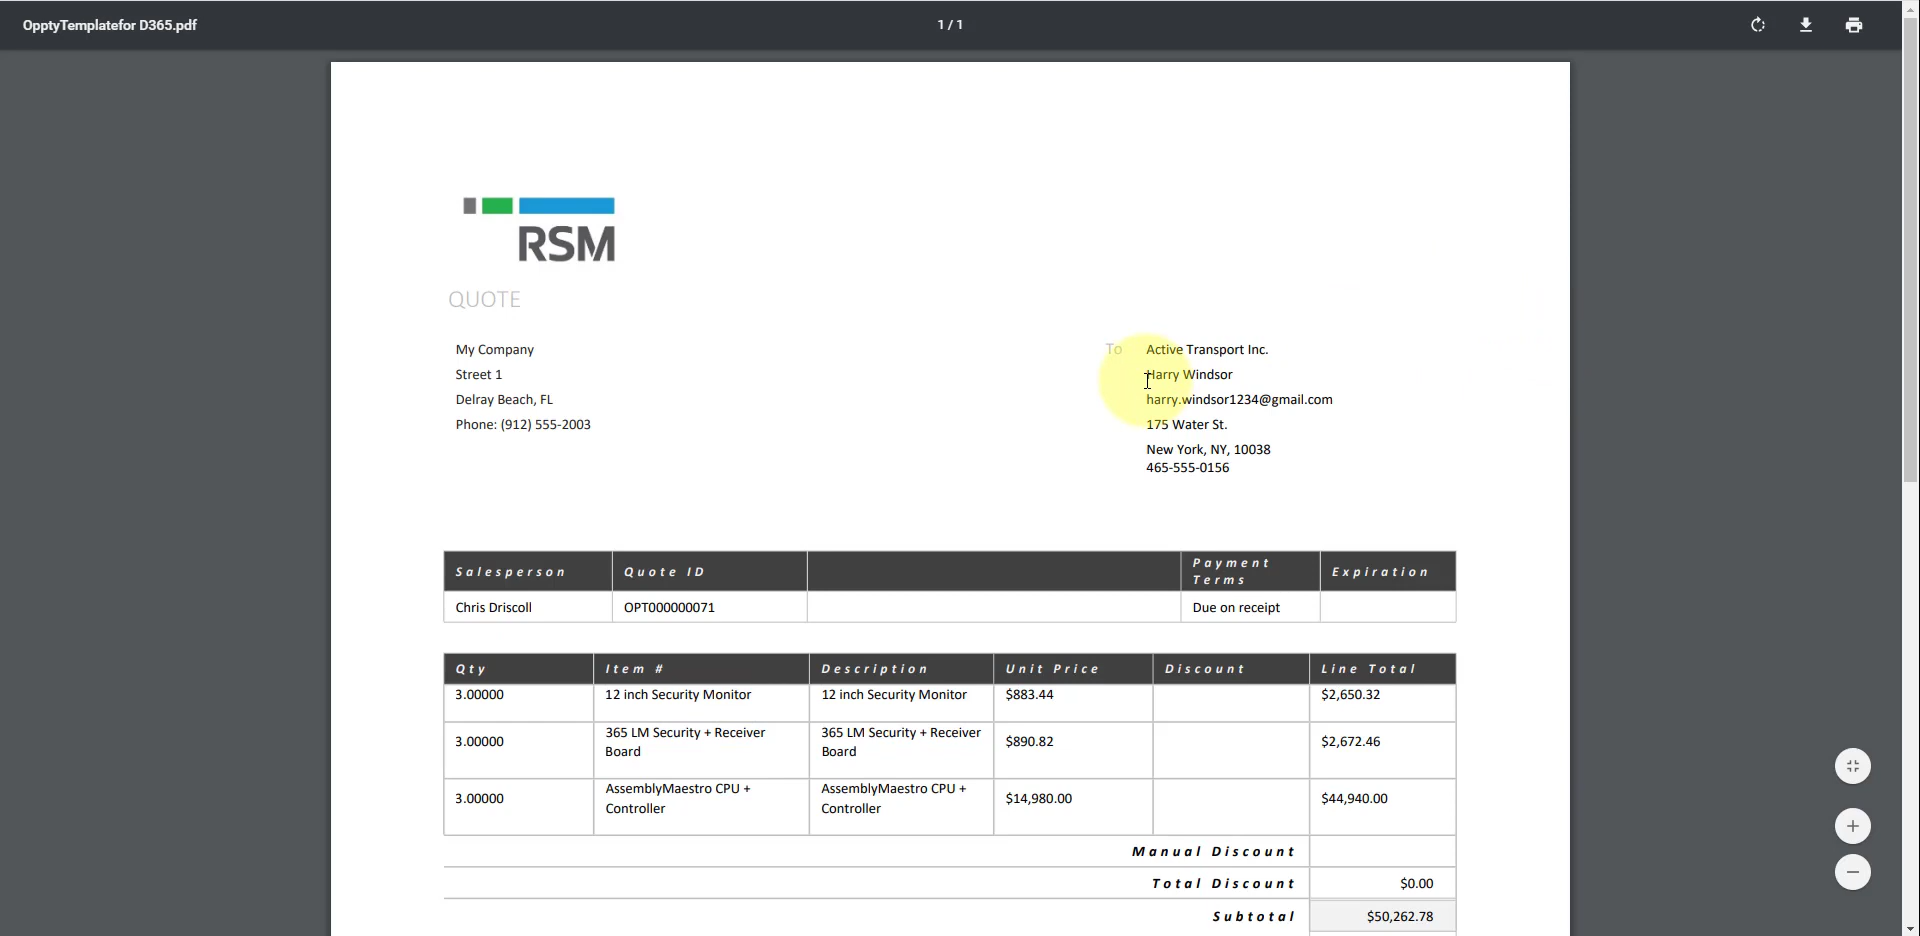 OpptyTemplatefor D365.pdf
1 / 1
RSM
QUOTE
My Company
Street 1
Delray Beach, FL
Phone: (912) 555-2003
To
Active Transport Inc.
Harry Windsor
harry.windsor1234@gmail.com
175 Water St.
New York, NY, 10038
465-555-0156
Salesperson Quote ID Payment Terms Expiration
Chris Driscoll OPT000000071 Due on receipt
Qty Item # Description Unit Price Discount Line Total
3.00000 12 inch Security Monitor 12 inch Security Monitor $883.44 $2,650.32
3.00000 365 LM Security + Receiver Board 365 LM Security + Receiver Board $890.82 $2,672.46
3.00000 AssemblyMaestro CPU + Controller AssemblyMaestro CPU + Controller $14,980.00 $44,940.00
Manual Discount
Total Discount $0.00
Subtotal $50,262.78